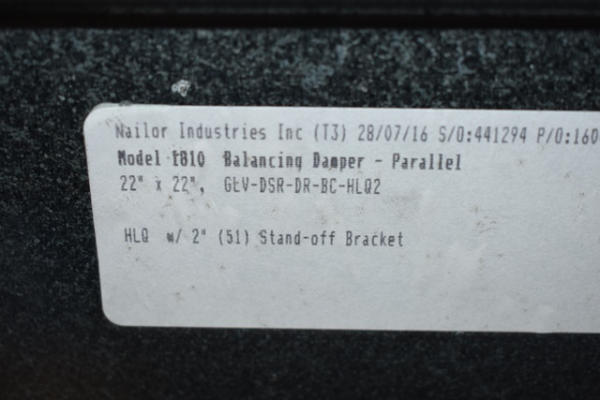 Nailor Industries Inc (T3) 28/07/16 S/O:441294 P/O:160
Model 1810 Balancing Damper - Parallel
22" x 22", GLV-DSR-DR-BC-HLQ2
HLQ w/ 2" (51) Stand-off Bracket